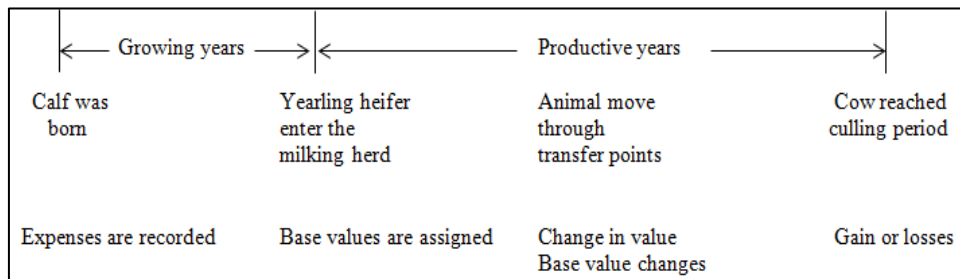 Growing years
Productive years
Calf was
born
Yearling heifer
enter the
milking herd
Animal move
through
transfer points
Cow reached
culling period
Expenses are recorded
Base values are assigned
Change in value
Base value changes
Gain or losses